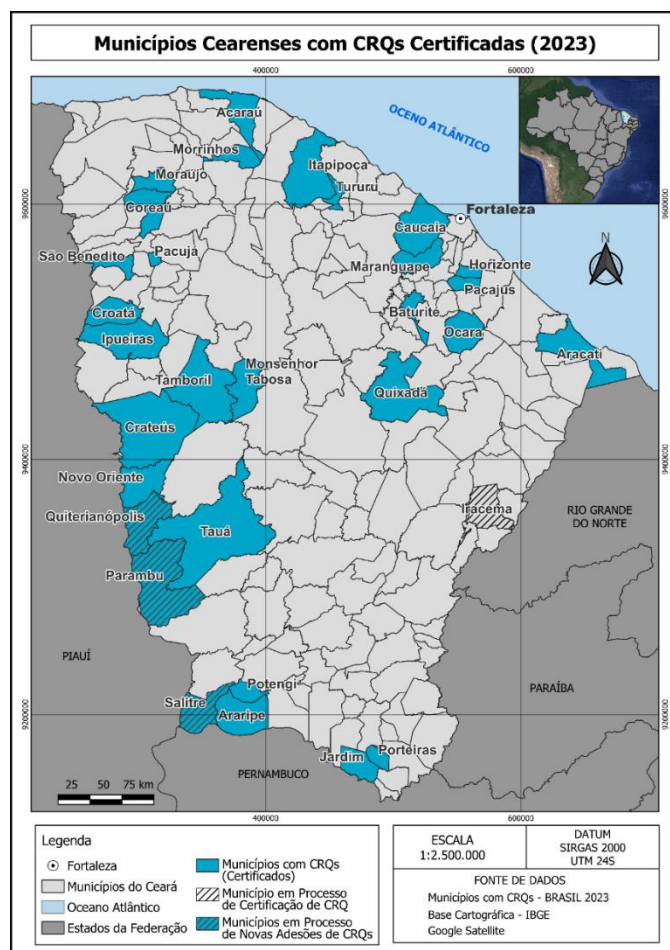 Municípios Cearenses com CRQs Certificadas (2023)
400000
600000
OCENO ATLÂNTICO
Acaraú
Morrinhos
Itapipoca
Moraújo
Tururu
9600000
9600000
Coreaú
Fortaleza
Caucaia
São Benedito
Pacujá
Maranguape
Horizonte
N
Pacajus
Croatá
Baturité
Ipueiras
Ocara
Monsenhor
Tabosa
Aracati
Tamboril
Quixadá
Crateús
9400000
9400000
Novo Oriente
Quiterianópolis
Iracema
RIO GRANDE
DO NORTE
Tauá
Parambu
PIAUÍ
PARAÍBA
Potengi
Salitre
9200000
9200000
Araripe
Jardim
Porteiras
PERNAMBUCO
25 50 75 km
400000
600000
Legenda
Fortaleza
Municípios do Ceará
Oceano Atlântico
Estados da Federação
Municípios com CRQs
(Certificados)
Município em Processo
de Certificação de CRQ
Municípios em Processo
de Novas Adesões de CRQs
ESCALA
1:2.500.000
DATUM
SIRGAS 2000
UTM 24S
FONTE DE DADOS
Municípios com CRQs - BRASIL 2023
Base Cartográfica - IBGE
Google Satellite